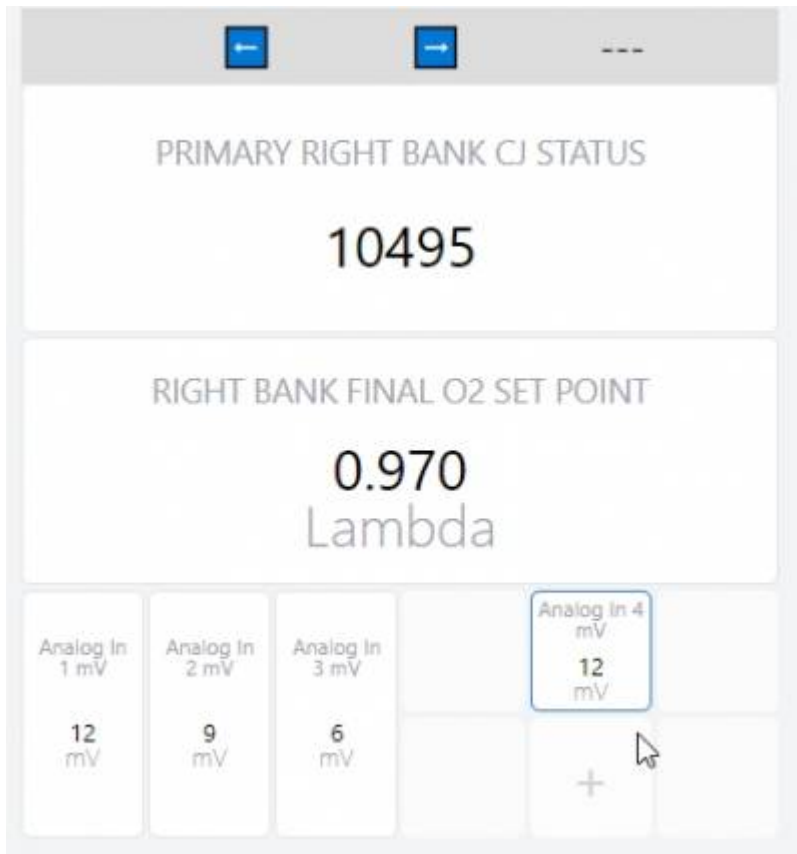 ---
PRIMARY RIGHT BANK CJ STATUS
10495
RIGHT BANK FINAL O2 SET POINT
0.970
Lambda
Analog In
1 mV
12
mV
Analog In
2 mV
9
mV
Analog In
3 mV
6
mV
Analog In 4
mV
12
mV
+